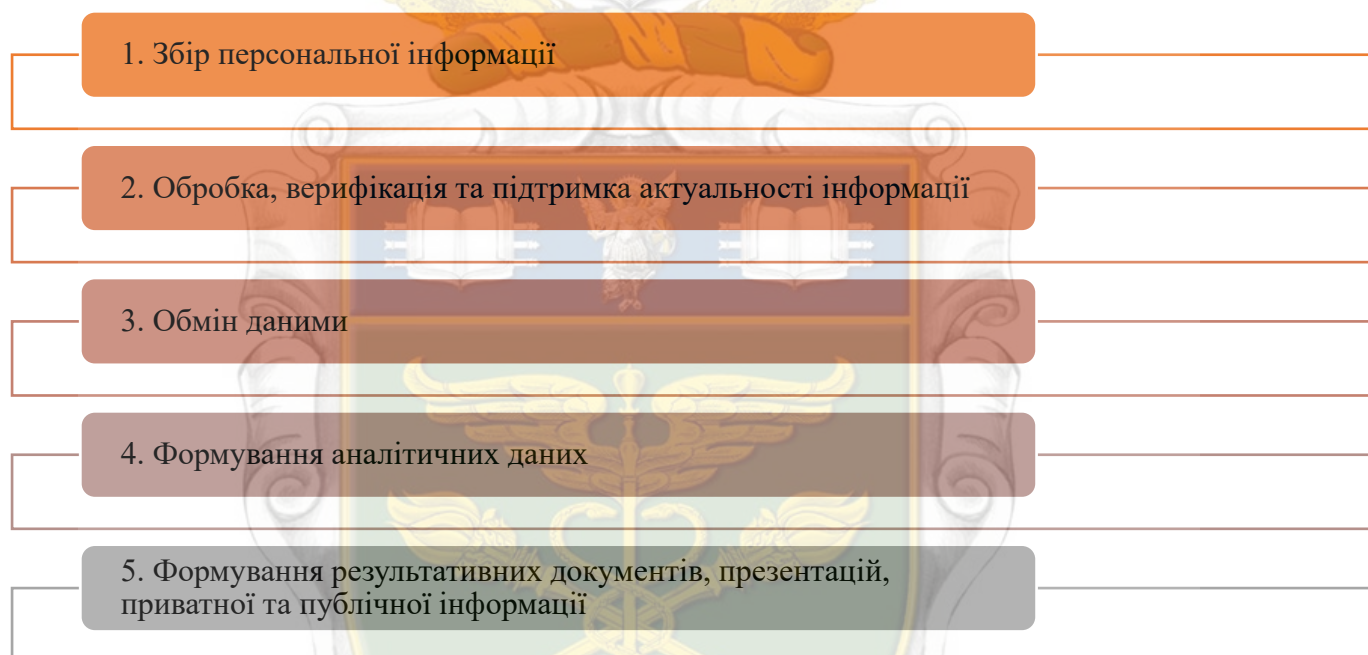 1. Збір персональної інформації
2. Обробка, верифікація та підтримка актуальності інформації
3. Обмін даними
4. Формування аналітичних даних
5. Формування результативних документів, презентацій,
приватної та публічної інформації